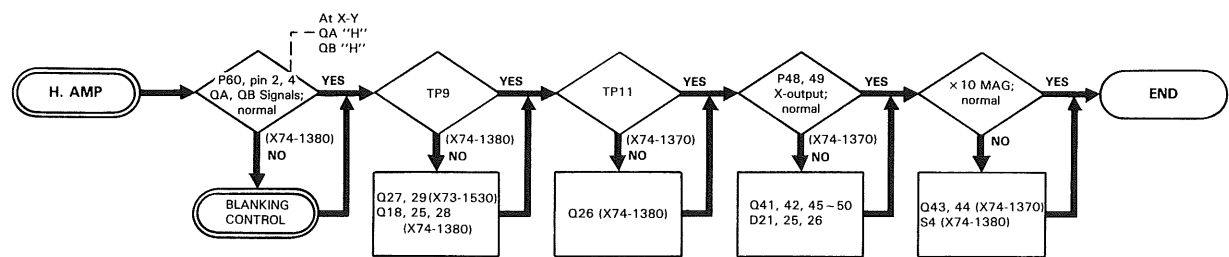 At X-Y
QA "H"
QB "H"
H. AMP
P60, pin 2, 4
QA, QB Signals;
normal
YES
(X74-1380)
NO
BLANKING
CONTROL
TP9
YES
(X74-1380)
NO
Q27, 29 (X73-1530)
Q18, 25, 28
(X74-1380)
TP11
YES
(X74-1370)
NO
Q26 (X74-1380)
P48, 49
X-output;
normal
YES
(X74-1370)
NO
Q41, 42, 45~50
D21, 25, 26
× 10 MAG;
normal
YES
NO
Q43, 44 (X74-1370)
S4 (X74-1380)
END